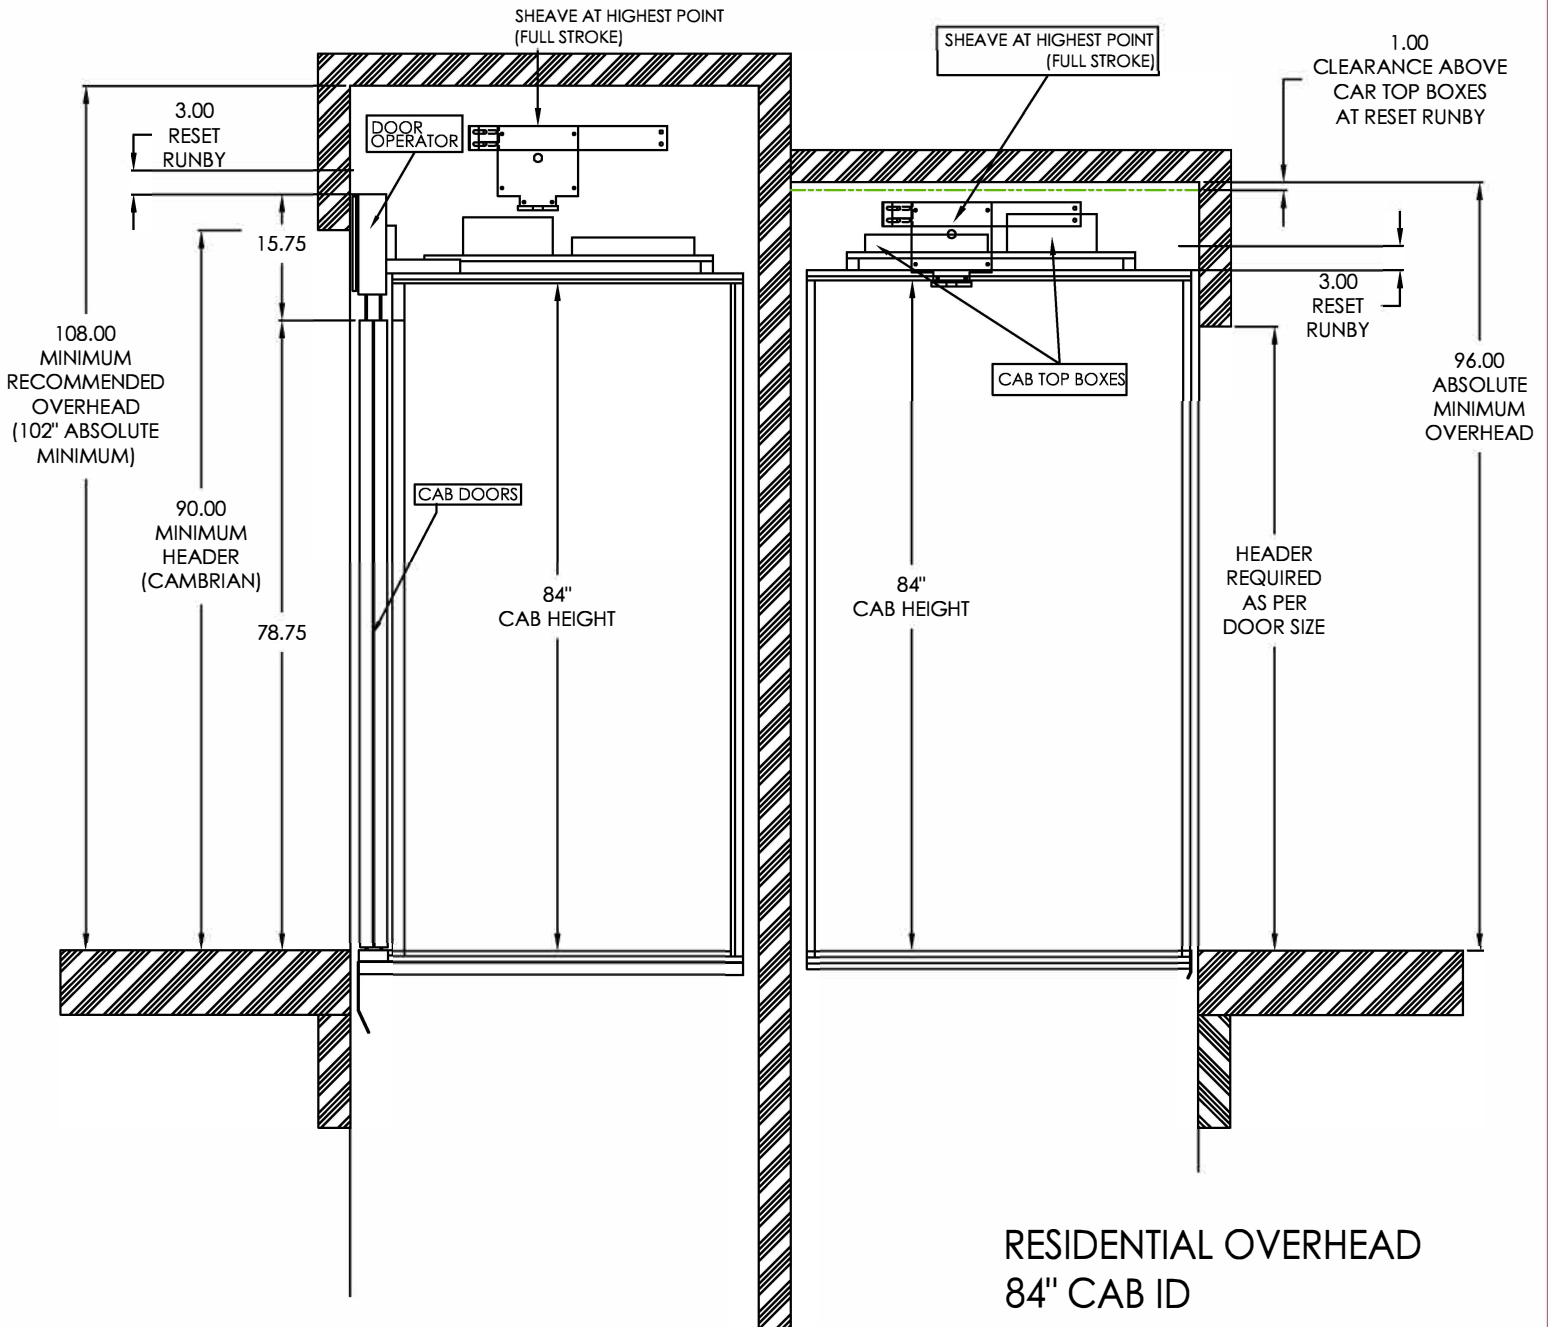 SHEAVE AT HIGHEST POINT
(FULL STROKE)
3.00
RESET
RUNBY
DOOR
OPERATOR
15.75
108.00
MINIMUM
RECOMMENDED
OVERHEAD
(102" ABSOLUTE
MINIMUM)
90.00
MINIMUM
HEADER
(CAMBRIAN)
78.75
CAB DOORS
84"
CAB HEIGHT
SHEAVE AT HIGHEST POINT
(FULL STROKE)
1.00
CLEARANCE ABOVE
CAR TOP BOXES
AT RESET RUNBY
3.00
RESET
RUNBY
CAB TOP BOXES
96.00
ABSOLUTE
MINIMUM
OVERHEAD
84"
CAB HEIGHT
HEADER
REQUIRED
AS PER
DOOR SIZE
RESIDENTIAL OVERHEAD
84" CAB ID